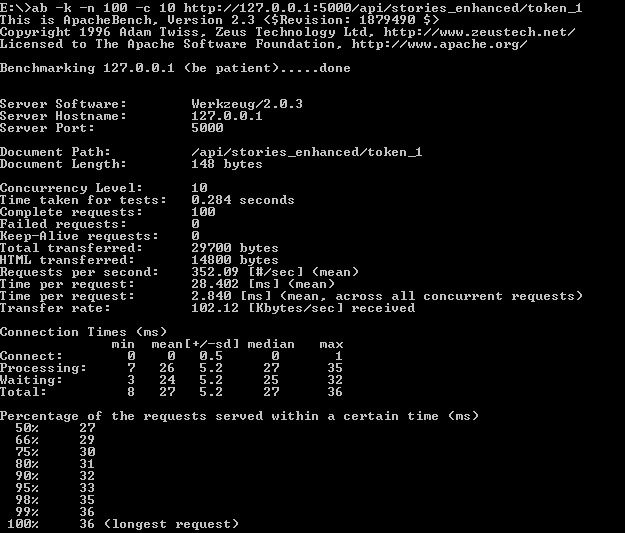 E:\>ab -k -n 100 -c 10 http://127.0.0.1:5000/api/stories_enhanced/token_1
This is ApacheBench, Version 2.3 <$Revision: 1879490 $>
Copyright 1996 Adam Twiss, Zeus Technology Ltd, http://www.zeustech.net/
Licensed to The Apache Software Foundation, http://www.apache.org/
Benchmarking 127.0.0.1 (be patient).....done
Server Software: Werkzeug/2.0.3
Server Hostname: 127.0.0.1
Server Port: 5000
Document Path: /api/stories_enhanced/token_1
Document Length: 148 bytes
Concurrency Level: 10
Time taken for tests: 0.284 seconds
Complete requests: 100
Failed requests: 0
Keep-Alive requests: 0
Total transferred: 29700 bytes
HTML transferred: 14800 bytes
Requests per second: 352.09 [#/sec] (mean)
Time per request: 28.402 [ms] (mean)
Time per request: 2.840 [ms] (mean, across all concurrent requests)
Transfer rate: 102.12 [Kbytes/sec] received
Connection Times (ms)
min mean[+/-sd] median max
Connect: 0 0 0.5 0 1
Processing: 7 26 5.2 27 35
Waiting: 3 24 5.2 25 32
Total: 8 27 5.2 27 36
Percentage of the requests served within a certain time (ms)
50% 27
66% 29
75% 30
80% 31
90% 32
95% 33
98% 35
99% 36
100% 36 (longest request)